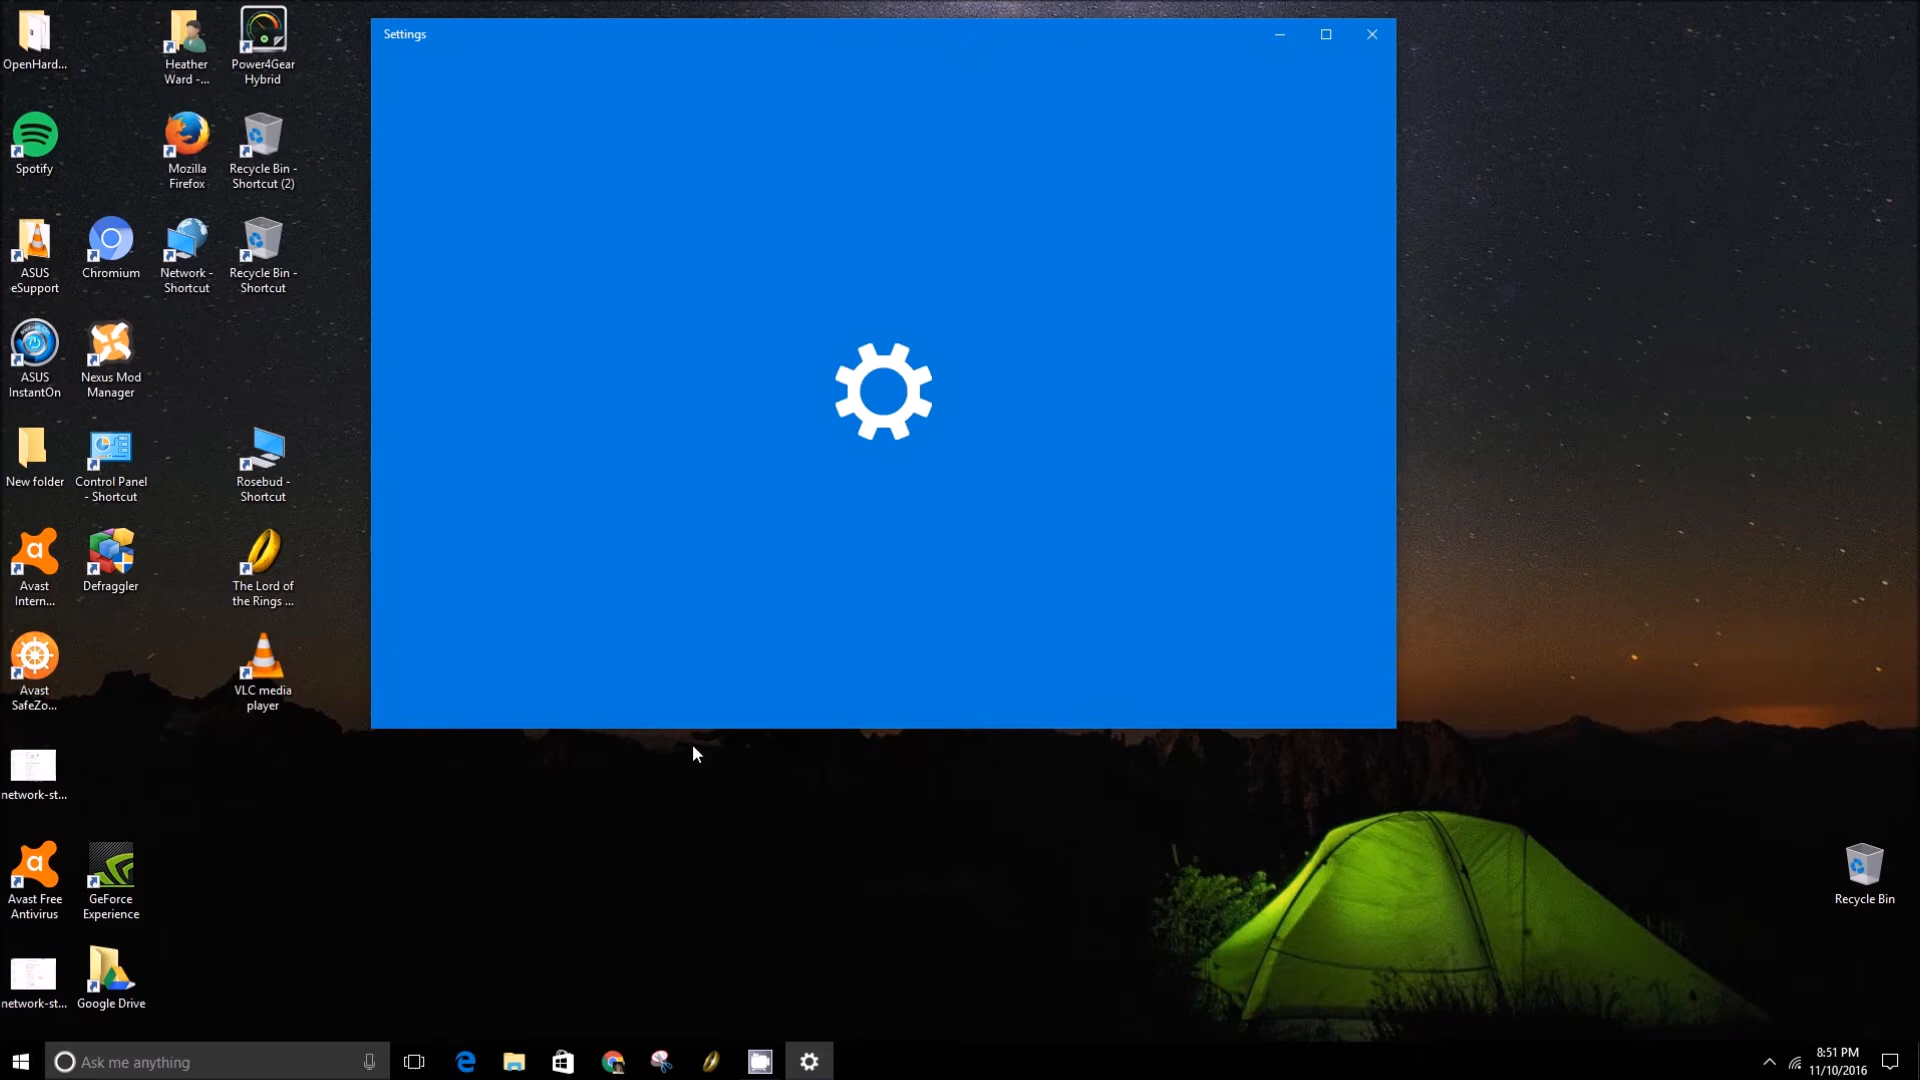 Settings
OpenHard...
Heather
Ward -...
Power4Gear
Hybrid
Spotify
Mozilla
Firefox
Recycle Bin -
Shortcut (2)
ASUS
eSupport
Chromium
Network -
Shortcut
Recycle Bin -
Shortcut
ASUS
InstantOn
Nexus Mod
Manager
New folder
Control Panel
- Shortcut
Rosebud -
Shortcut
Avast
Intern...
Defraggler
The Lord of
the Rings ...
Avast
SafeZo...
VLC media
player
network-st...
Avast Free
Antivirus
GeForce
Experience
Recycle Bin
network-st...
Google Drive
Ask me anything
8:51 PM
11/10/2016